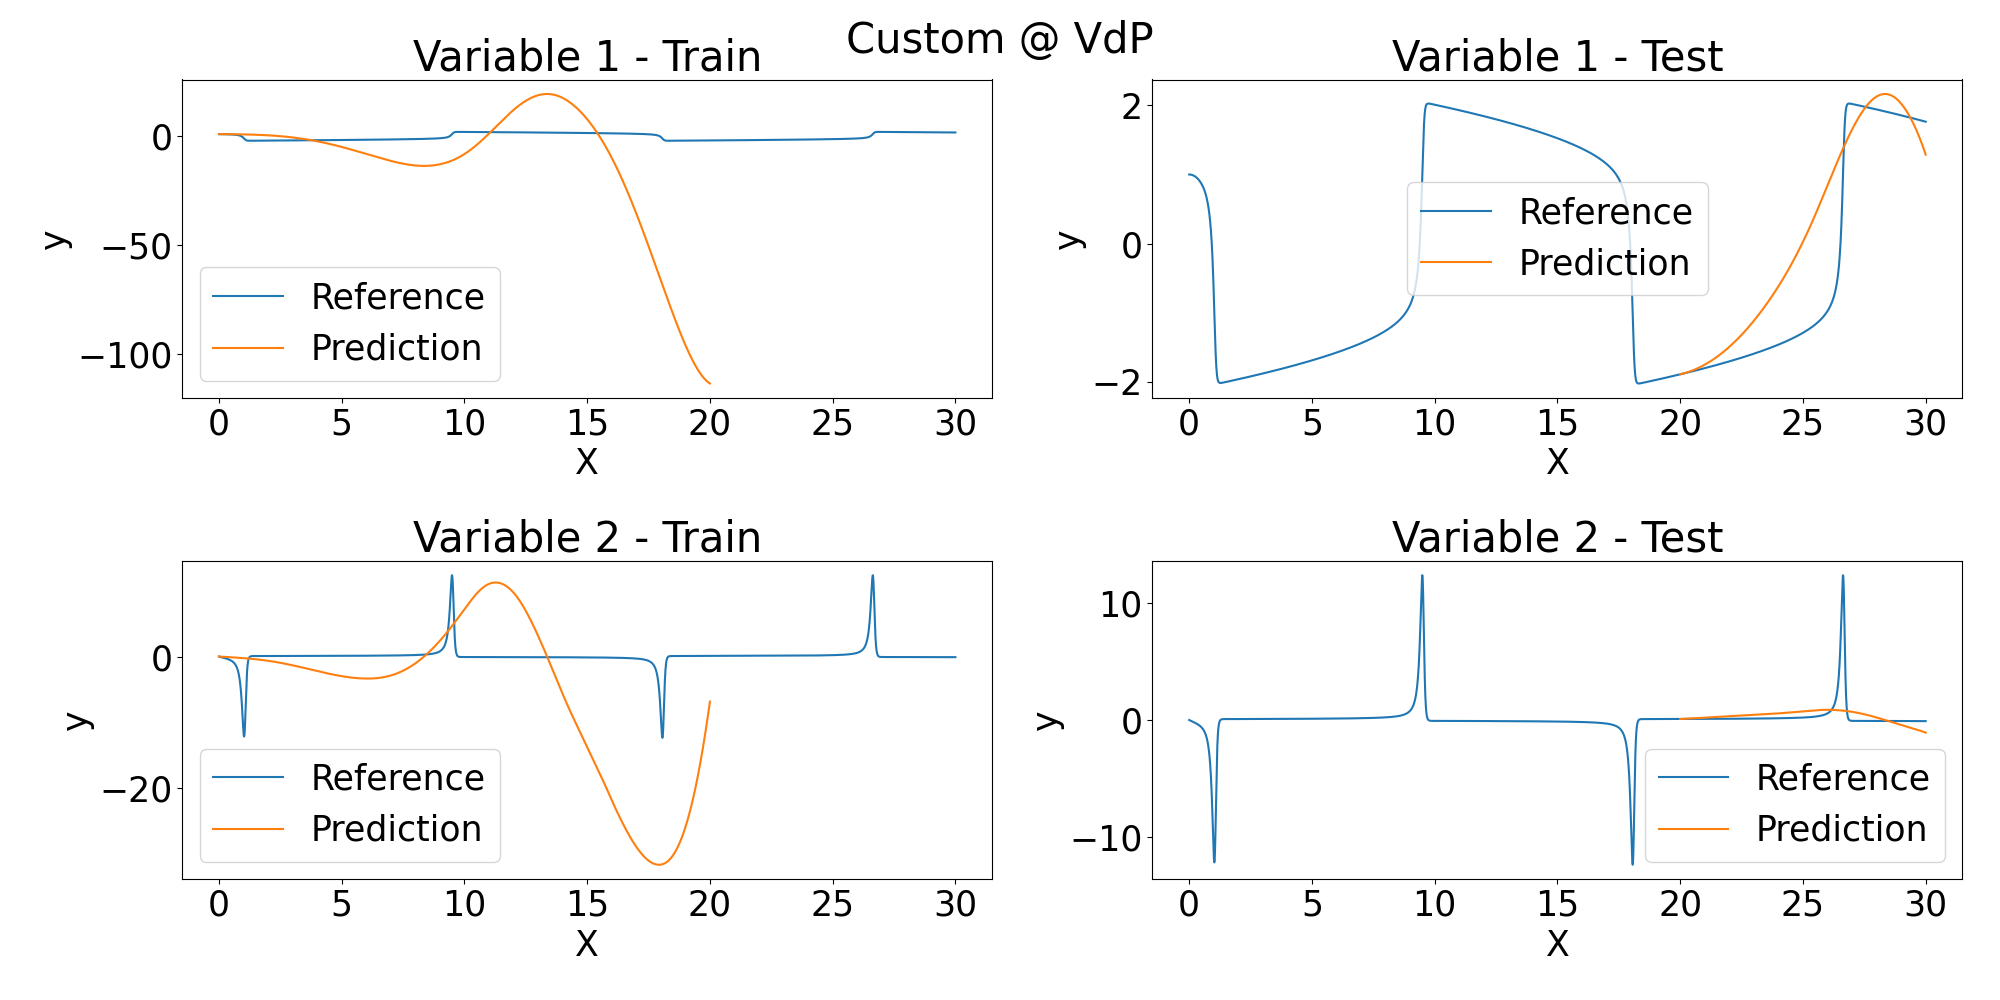 Custom @ VdP
Variable 1 - Train
0
−50
−100
y
Reference
Prediction
0 5 10 15 20 25 30
X
Variable 1 - Test
2
0
−2
y
Reference
Prediction
0 5 10 15 20 25 30
X
Variable 2 - Train
0
−20
y
Reference
Prediction
0 5 10 15 20 25 30
X
Variable 2 - Test
10
0
−10
y
Reference
Prediction
0 5 10 15 20 25 30
X